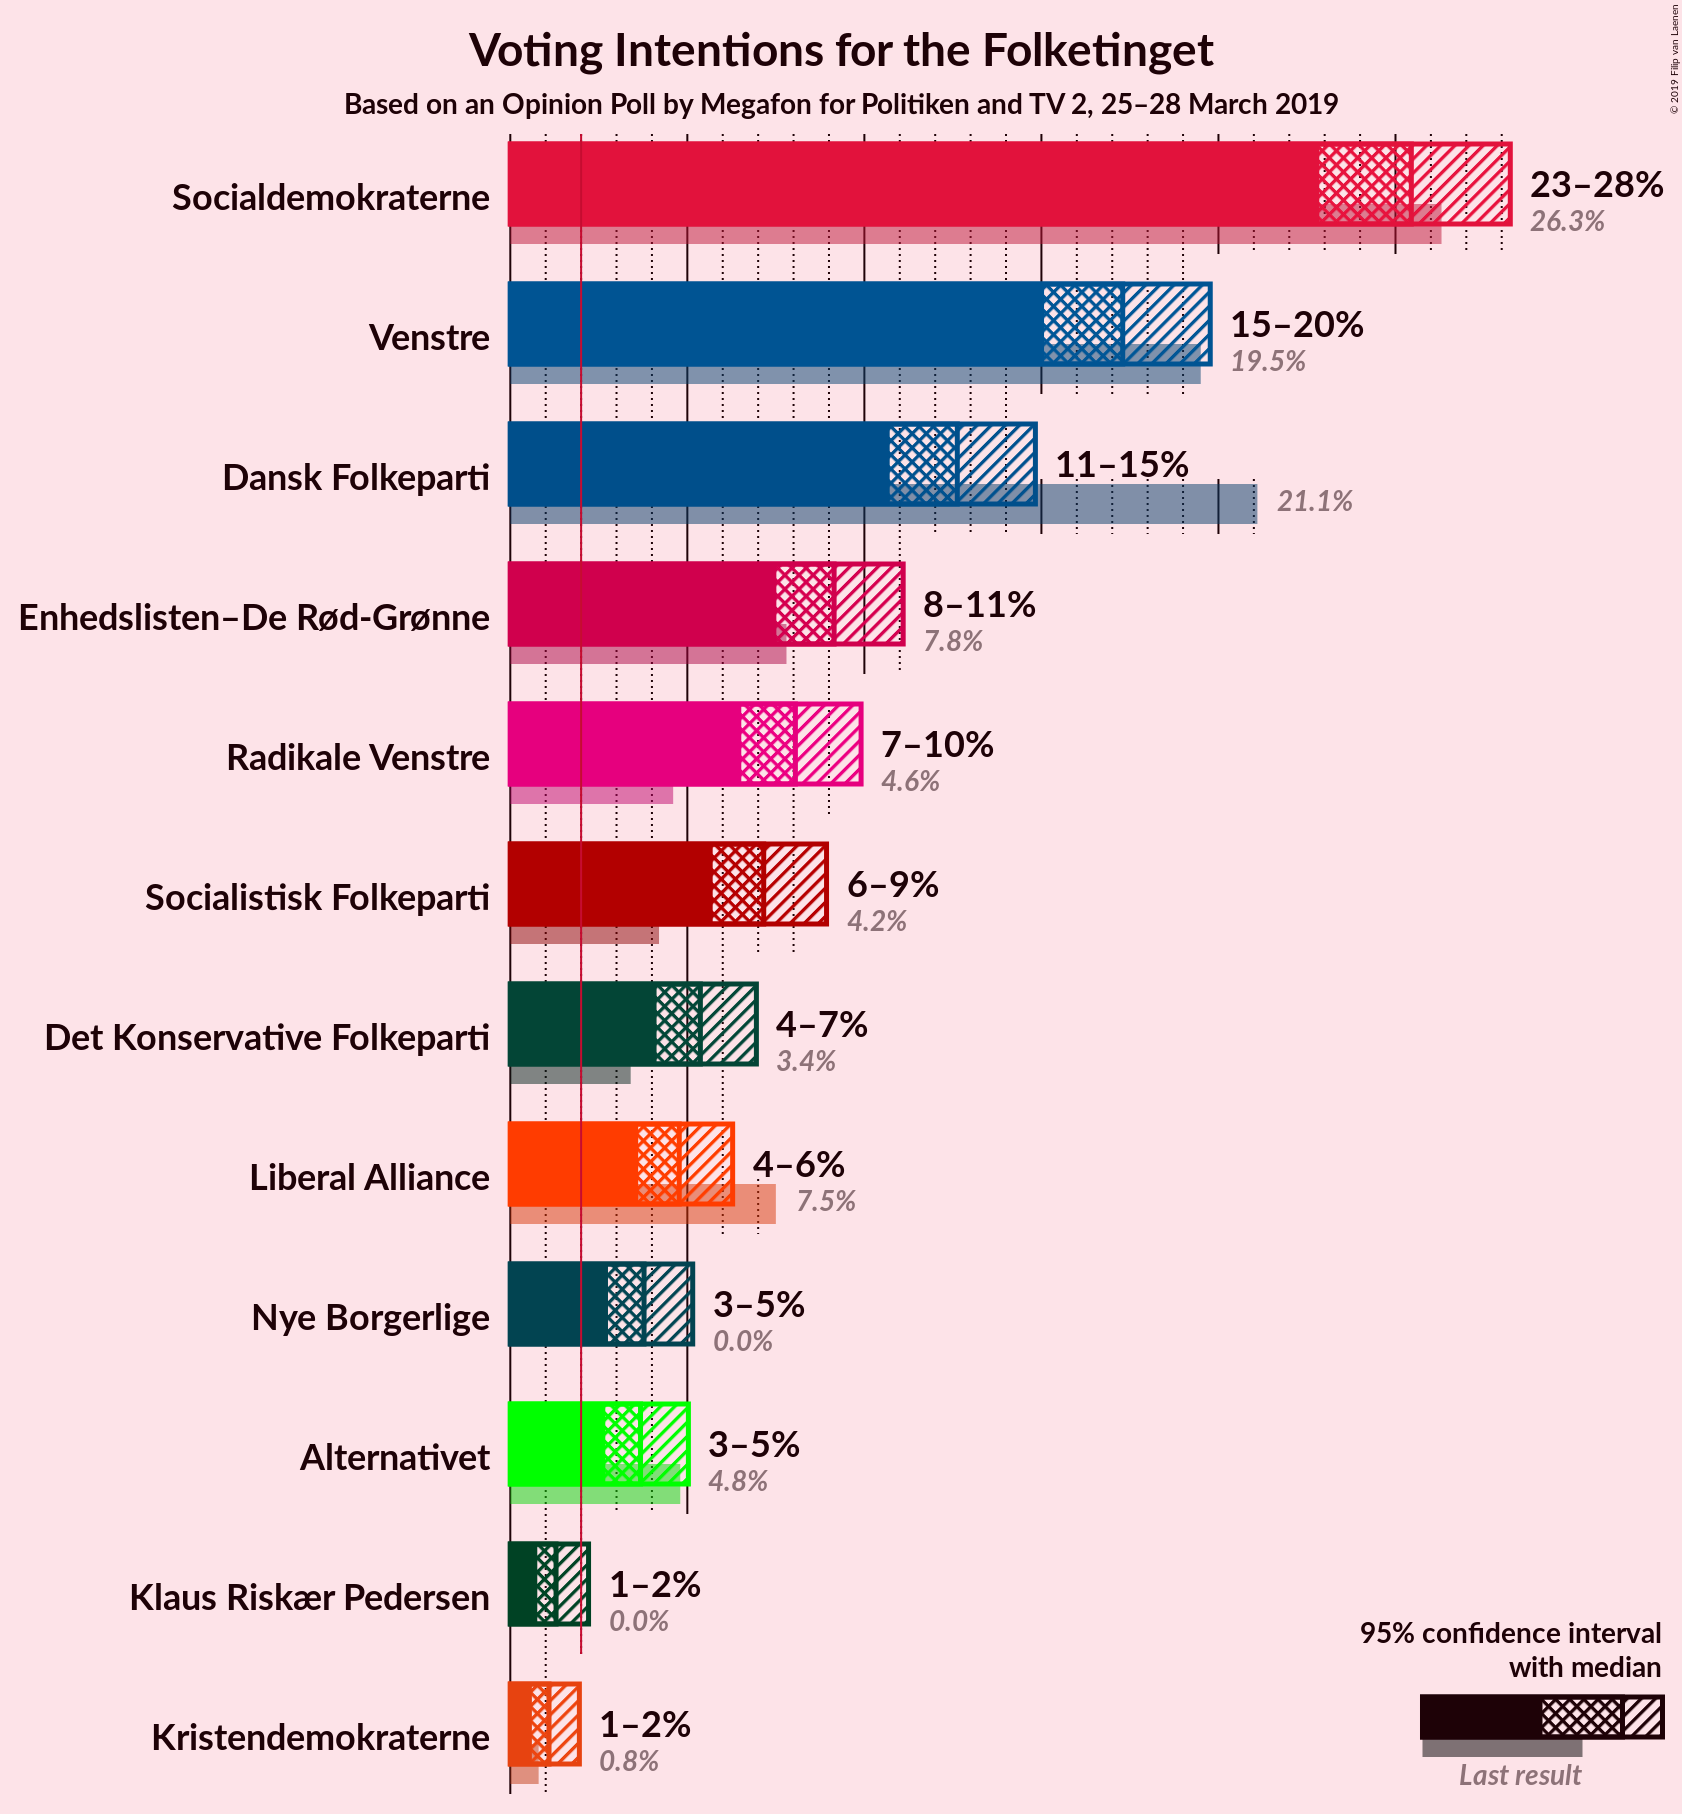 © 2019 Filip van Laenen
Voting Intentions for the Folketinget
Based on an Opinion Poll by Megafon for Politiken and TV 2, 25–28 March 2019
Socialdemokraterne
23–28%
26.3%
Venstre
15–20%
19.5%
Dansk Folkeparti
11–15%
21.1%
Enhedslisten–De Rød-Grønne
8–11%
7.8%
Radikale Venstre
7–10%
4.6%
Socialistisk Folkeparti
6–9%
4.2%
Det Konservative Folkeparti
4–7%
3.4%
Liberal Alliance
4–6%
7.5%
Nye Borgerlige
3–5%
0.0%
Alternativet
3–5%
4.8%
Klaus Riskær Pedersen
1–2%
0.0%
Kristendemokraterne
1–2%
0.8%
95% confidence interval
with median
Last result